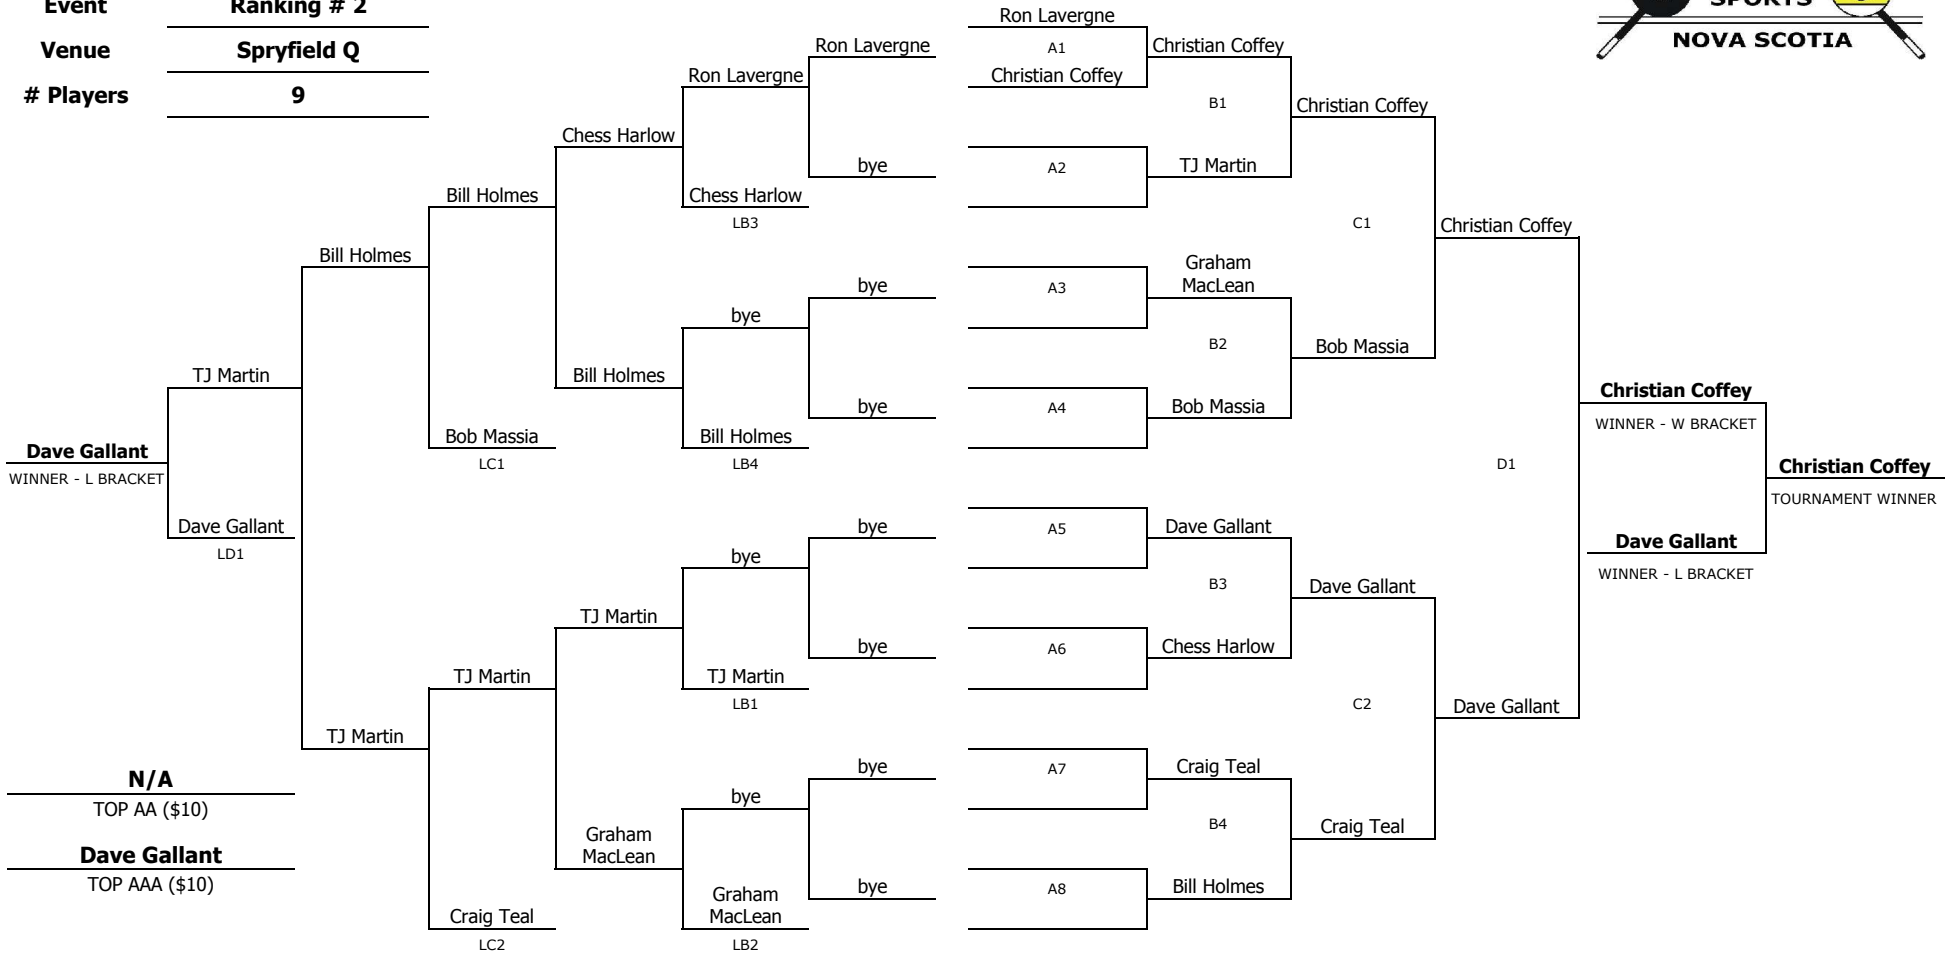 Event
Ranking # 2
SPORTS
NOVA SCOTIA
Venue
Spryfield Q
# Players
9
Dave Gallant
WINNER - L BRACKET
TJ Martin
Dave Gallant
LD1
Bill Holmes
TJ Martin
Bill Holmes
Bob Massia
LC1
TJ Martin
Craig Teal
LC2
Chess Harlow
Bill Holmes
TJ Martin
Graham
MacLean
Ron Lavergne
Chess Harlow
LB3
bye
Bill Holmes
LB4
bye
TJ Martin
LB1
bye
Graham
MacLean
LB2
Ron Lavergne
bye
bye
bye
bye
bye
bye
bye
Ron Lavergne
A1
Christian Coffey
A2
A3
A4
A5
A6
A7
A8
Christian Coffey
B1
TJ Martin
Graham
MacLean
B2
Bob Massia
Dave Gallant
B3
Chess Harlow
Craig Teal
B4
Bill Holmes
Christian Coffey
C1
Bob Massia
Dave Gallant
C2
Craig Teal
Christian Coffey
D1
Dave Gallant
Christian Coffey
WINNER - W BRACKET
Dave Gallant
WINNER - L BRACKET
Christian Coffey
TOURNAMENT WINNER
N/A
TOP AA ($10)
Dave Gallant
TOP AAA ($10)